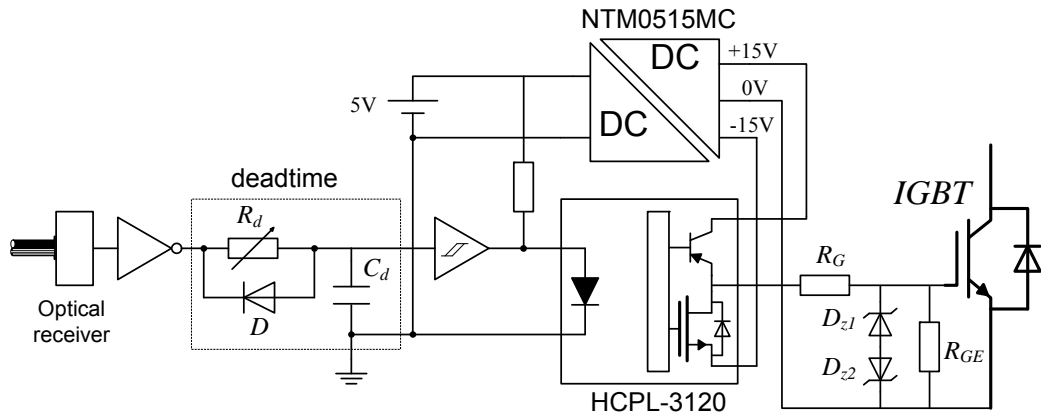 NTM0515MC
DC
DC
+15V
0V
-15V
5V
deadtime
R_d
C_d
D
Optical
receiver
HCPL-3120
R_G
D_z1
D_z2
R_GE
IGBT